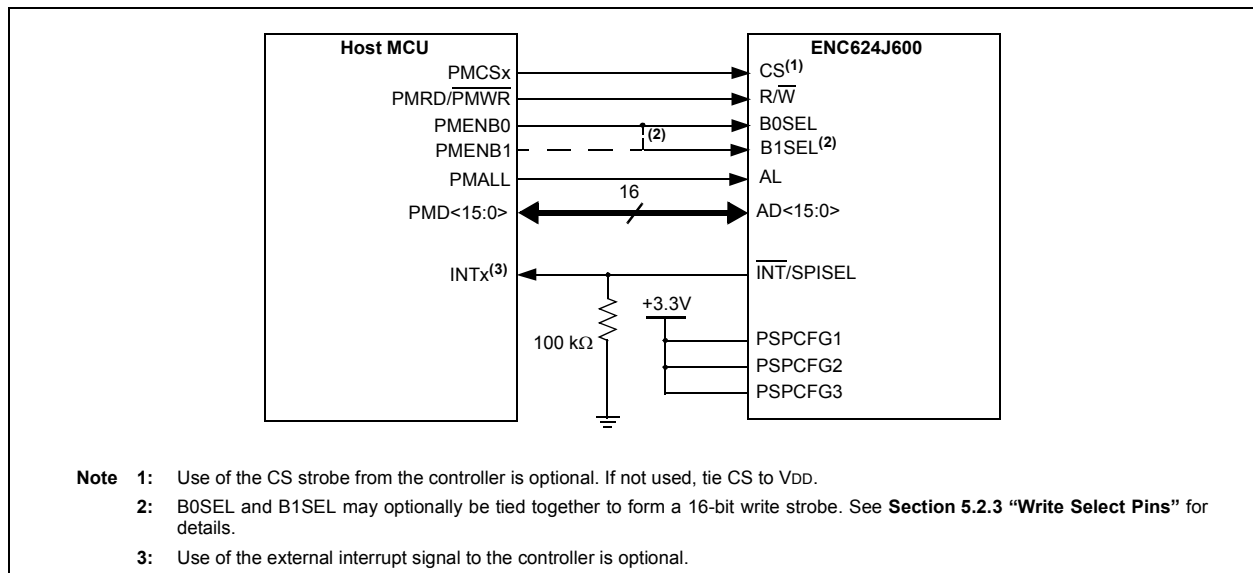 Host MCU
ENC624J600
PMCSx
CS(1)
PMRD/PMWR
R/W
PMENB0
B0SEL
(2)
PMENB1
B1SEL(2)
PMALL
AL
16
PMD<15:0>
AD<15:0>
INTx(3)
INT/SPISEL
+3.3V
100 kΩ
PSPCFG1
PSPCFG2
PSPCFG3
Note 1: Use of the CS strobe from the controller is optional. If not used, tie CS to VDD.
2: B0SEL and B1SEL may optionally be tied together to form a 16-bit write strobe. See Section 5.2.3 “Write Select Pins” for
details.
3: Use of the external interrupt signal to the controller is optional.